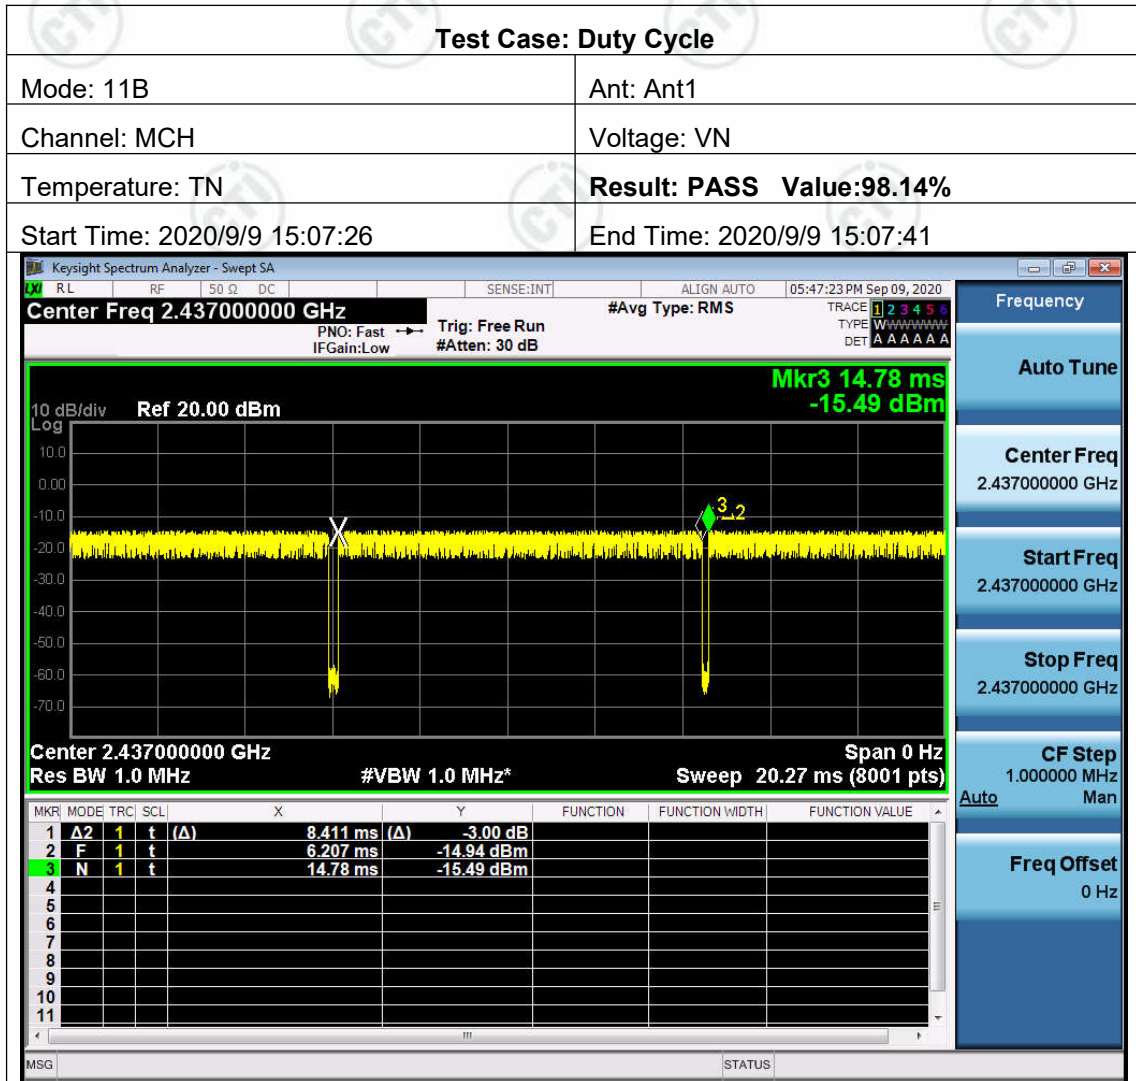 Test Case: Duty Cycle
Mode: 11B
Ant: Ant1
Channel: MCH
Voltage: VN
Temperature: TN
Result: PASS Value:98.14%
Start Time: 2020/9/9 15:07:26
End Time: 2020/9/9 15:07:41
CTI
Keysight Spectrum Analyzer - Swept SA
LXI RL RF 50 Ω DC SENSE:INT ALIGN AUTO 05:47:23 PM Sep 09, 2020
Center Freq 2.437000000 GHz
PNO: Fast
IFGain:Low
Trig: Free Run
#Atten: 30 dB
#Avg Type: RMS
TRACE 1 2 3 4 5 6
TYPE WWWWWW
DET A A A A A A
Frequency
Auto Tune
Mkr3 14.78 ms
-15.49 dBm
10 dB/div Ref 20.00 dBm
Log
10.0
0.00
-10.0
-20.0
-30.0
-40.0
-50.0
-60.0
-70.0
3 2
Center 2.437000000 GHz
Span 0 Hz
Res BW 1.0 MHz #VBW 1.0 MHz* Sweep 20.27 ms (8001 pts)
Center Freq
2.437000000 GHz
Start Freq
2.437000000 GHz
Stop Freq
2.437000000 GHz
CF Step
1.000000 MHz
Auto Man
Freq Offset
0 Hz
MKR MODE TRC SCL X Y FUNCTION FUNCTION WIDTH FUNCTION VALUE
1 Δ2 1 t (Δ) 8.411 ms (Δ) -3.00 dB
2 F 1 t 6.207 ms -14.94 dBm
3 N 1 t 14.78 ms -15.49 dBm
4
5
6
7
8
9
10
11
MSG STATUS